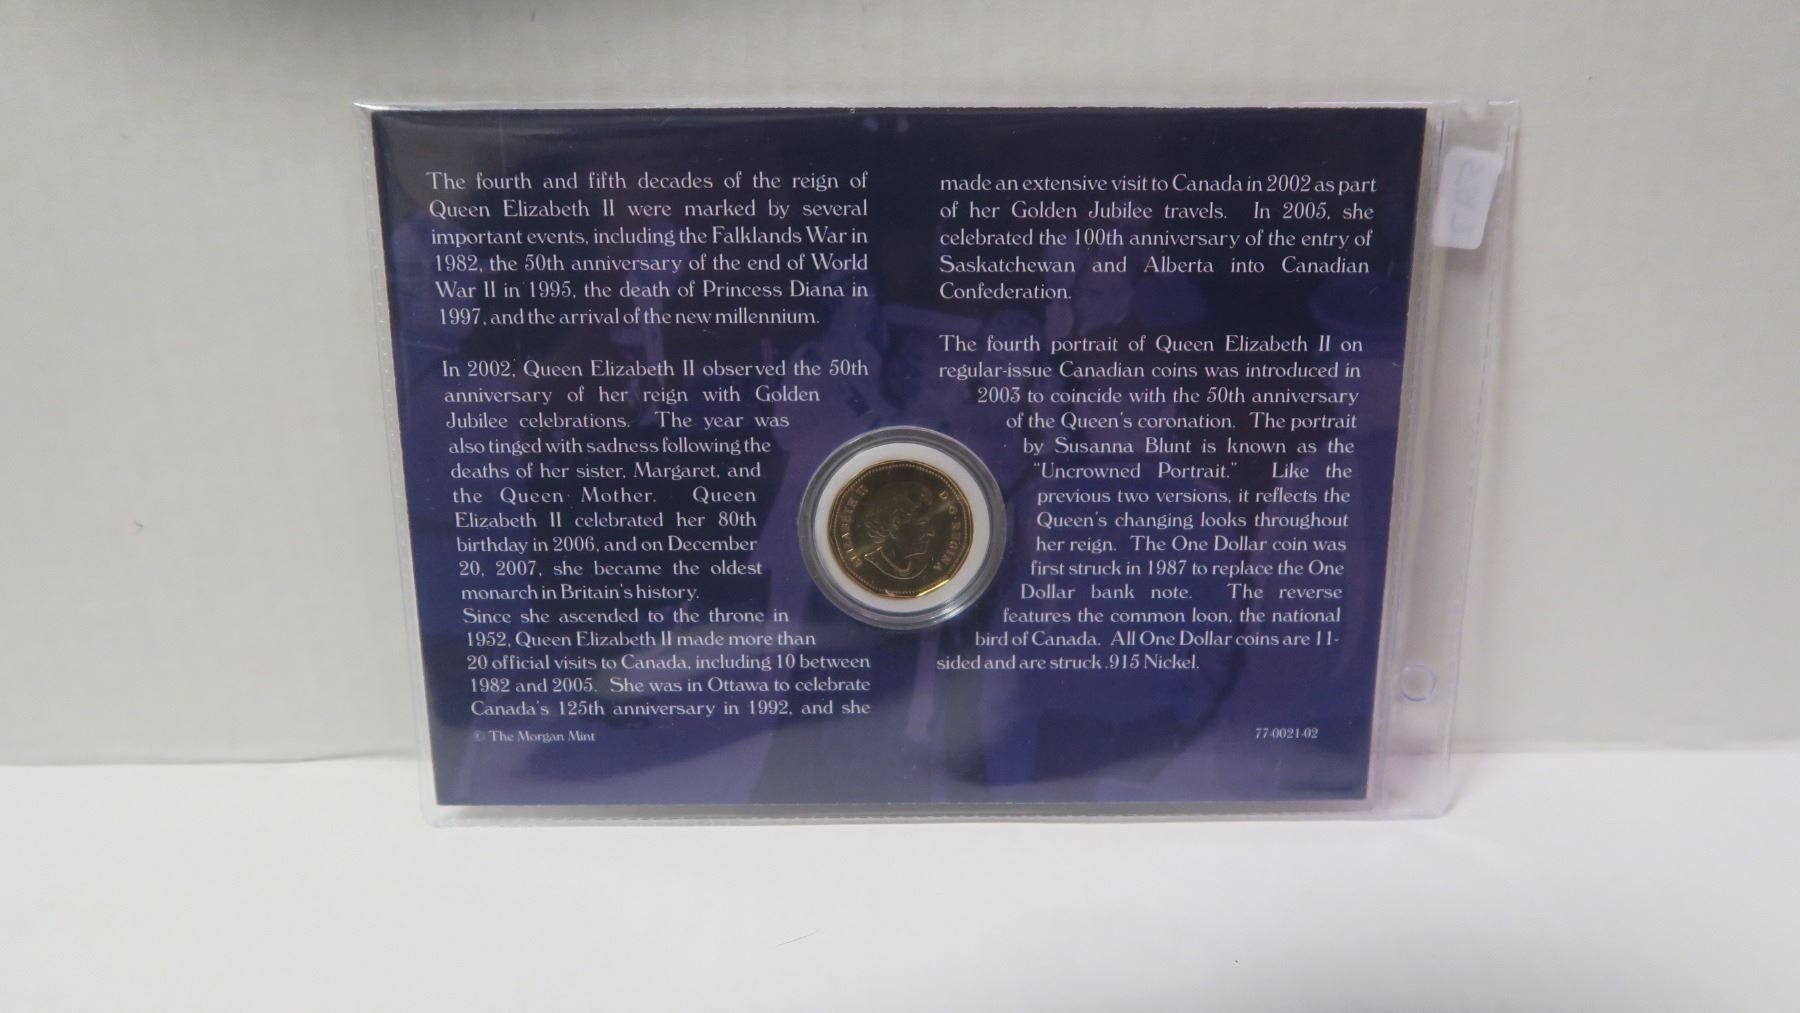 The fourth and fifth decades of the reign of
Queen Elizabeth II were marked by several
important events, including the Falklands War in
1982, the 50th anniversary of the end of World
War II in 1995, the death of Princess Diana in
1997, and the arrival of the new millennium.
In 2002, Queen Elizabeth II observed the 50th
anniversary of her reign with Golden
Jubilee celebrations. The year was
also tinged with sadness following the
deaths of her sister, Margaret, and
the Queen Mother. Queen
Elizabeth II celebrated her 80th
birthday in 2006, and on December
20, 2007, she became the oldest
monarch in Britain's history.
Since she ascended to the throne in
1952, Queen Elizabeth II made more than
20 official visits to Canada, including 10 between
1982 and 2005. She was in Ottawa to celebrate
Canada's 125th anniversary in 1992, and she
© The Morgan Mint
made an extensive visit to Canada in 2002 as part
of her Golden Jubilee travels. In 2005, she
celebrated the 100th anniversary of the entry of
Saskatchewan and Alberta into Canadian
Confederation.
The fourth portrait of Queen Elizabeth II on
regular-issue Canadian coins was introduced in
2003 to coincide with the 50th anniversary
of the Queen's coronation. The portrait
by Susanna Blunt is known as the
"Uncrowned Portrait." Like the
previous two versions, it reflects the
Queen's changing looks throughout
her reign. The One Dollar coin was
first struck in 1987 to replace the One
Dollar bank note. The reverse
features the common loon, the national
bird of Canada. All One Dollar coins are 11-
sided and are struck .915 Nickel.
77-0021-02
ELIZABETH II D·G·REGINA